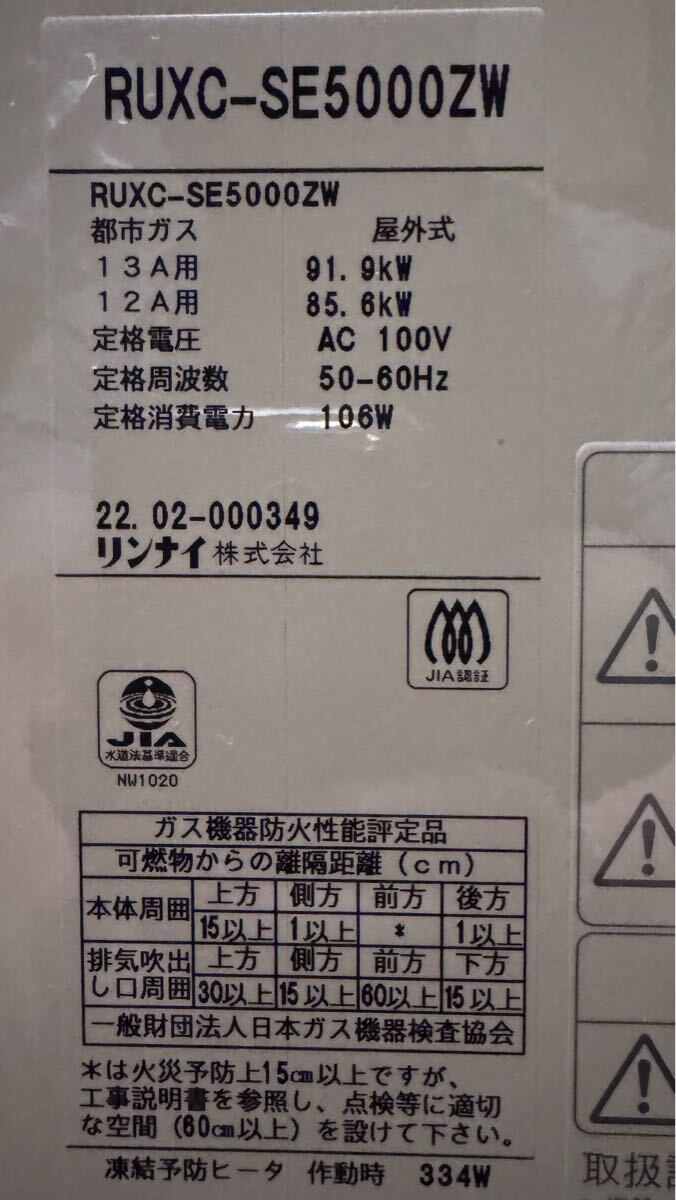 RUXC-SE5000ZW
RUXC-SE5000ZW
都市ガス 屋外式
13A用 91.9kW
12A用 85.6kW
定格電圧 AC 100V
定格周波数 50-60Hz
定格消費電力 106W
22.02-000349
リンナイ株式会社
JIA認証
JIA
水道法基準適合
NW1020
ガス機器防火性能評定品
可燃物からの離隔距離(cm)
本体周囲 上方 側方 前方 後方
15以上 1以上 * 1以上
排気吹出 上方 側方 前方 下方
し口周囲 30以上 15以上 60以上 15以上
一般財団法人日本ガス機器検査協会
*は火災予防上15cm以上ですが、
工事説明書を参照し、点検等に適切
な空間(60cm以上)を設けて下さい。
凍結予防ヒータ 作動時 334W
取扱